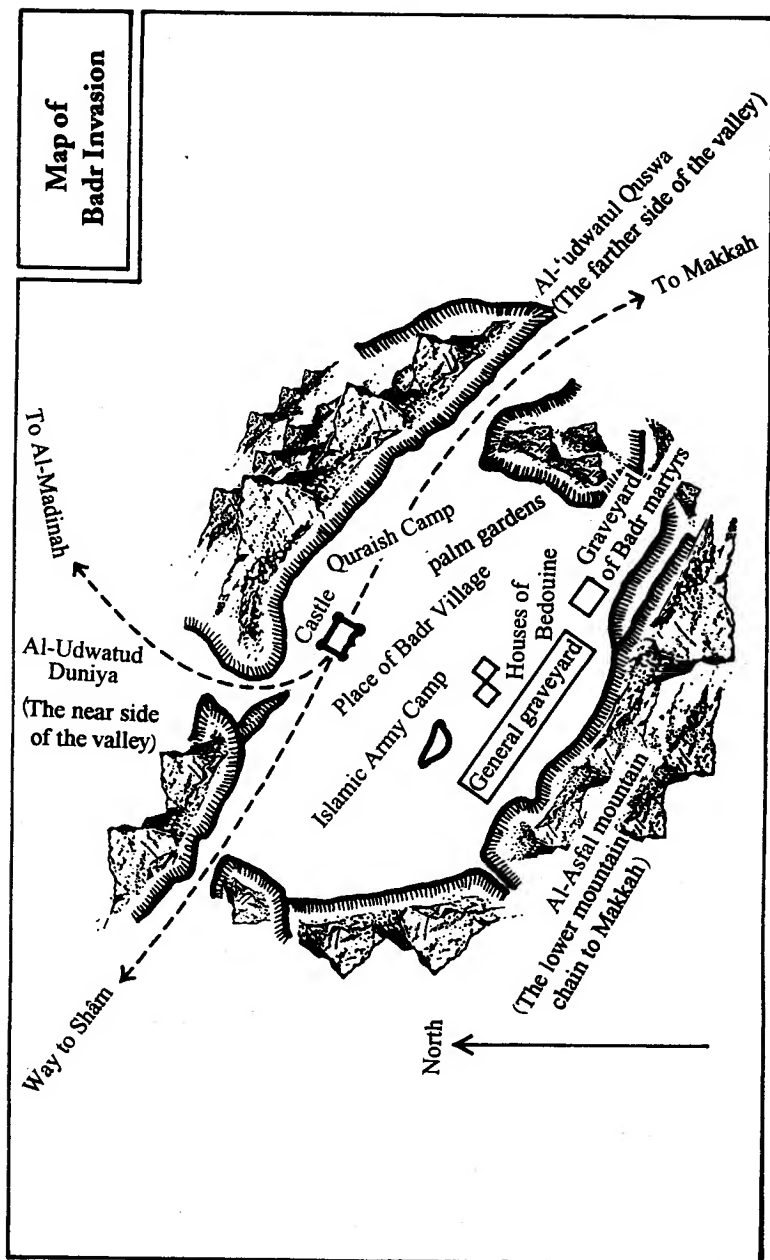 Map of
Badr Invasion
To Al-Madinah
Al-‘udwatul Quswa
(The farther side of the valley)
To Makkah
Al-Udwatud
Duniya
(The near side
of the valley)
Castle
Quraish Camp
palm gardens
Place of Badr Village
Graveyard
of Badr martyrs
Houses of
Bedouine
Islamic Army Camp
General graveyard
Al-Asfal mountain
(The lower mountain
chain to Makkah)
Way to Shâm
North